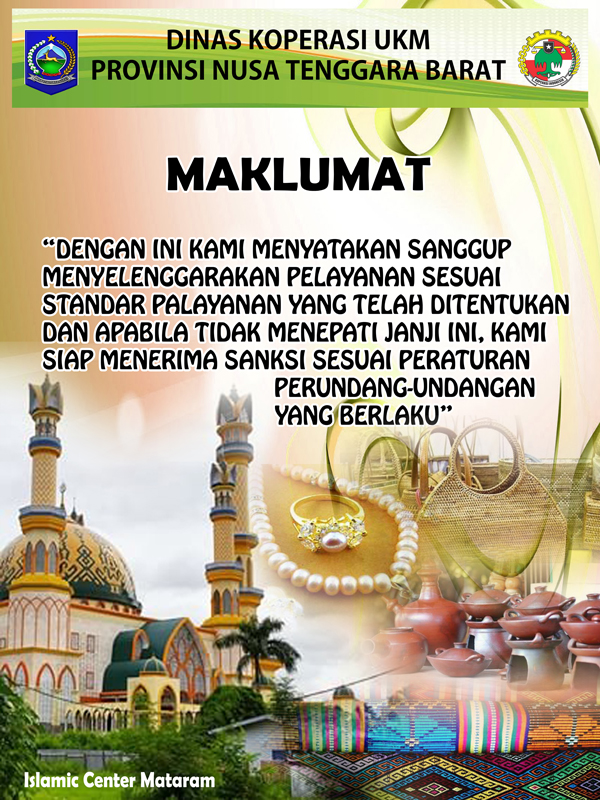 DINAS KOPERASI UKM
PROVINSI NUSA TENGGARA BARAT
MAKLUMAT
“DENGAN INI KAMI MENYATAKAN SANGGUP
MENYELENGGARAKAN PELAYANAN SESUAI
STANDAR PALAYANAN YANG TELAH DITENTUKAN
DAN APABILA TIDAK MENEPATI JANJI INI, KAMI
SIAP MENERIMA SANKSI SESUAI PERATURAN
PERUNDANG-UNDANGAN
YANG BERLAKU”
Islamic Center Mataram